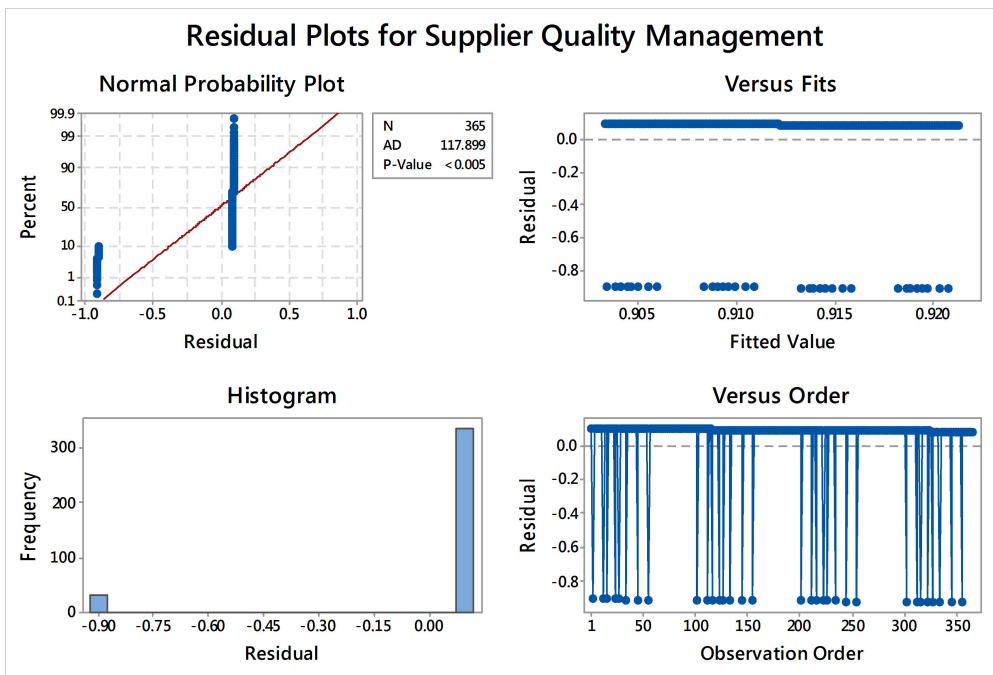 Residual Plots for Supplier Quality Management
Normal Probability Plot
99.9
99
90
50
10
1
0.1
Percent
-1.0 -0.5 0.0 0.5 1.0
Residual
N 365
AD 117.899
P-Value <0.005
Versus Fits
0.0
-0.2
-0.4
-0.6
-0.8
Residual
0.905 0.910 0.915 0.920
Fitted Value
Histogram
300
200
100
0
Frequency
-0.90 -0.75 -0.60 -0.45 -0.30 -0.15 0.00
Residual
Versus Order
0.0
-0.2
-0.4
-0.6
-0.8
Residual
1 50 100 150 200 250 300 350
Observation Order